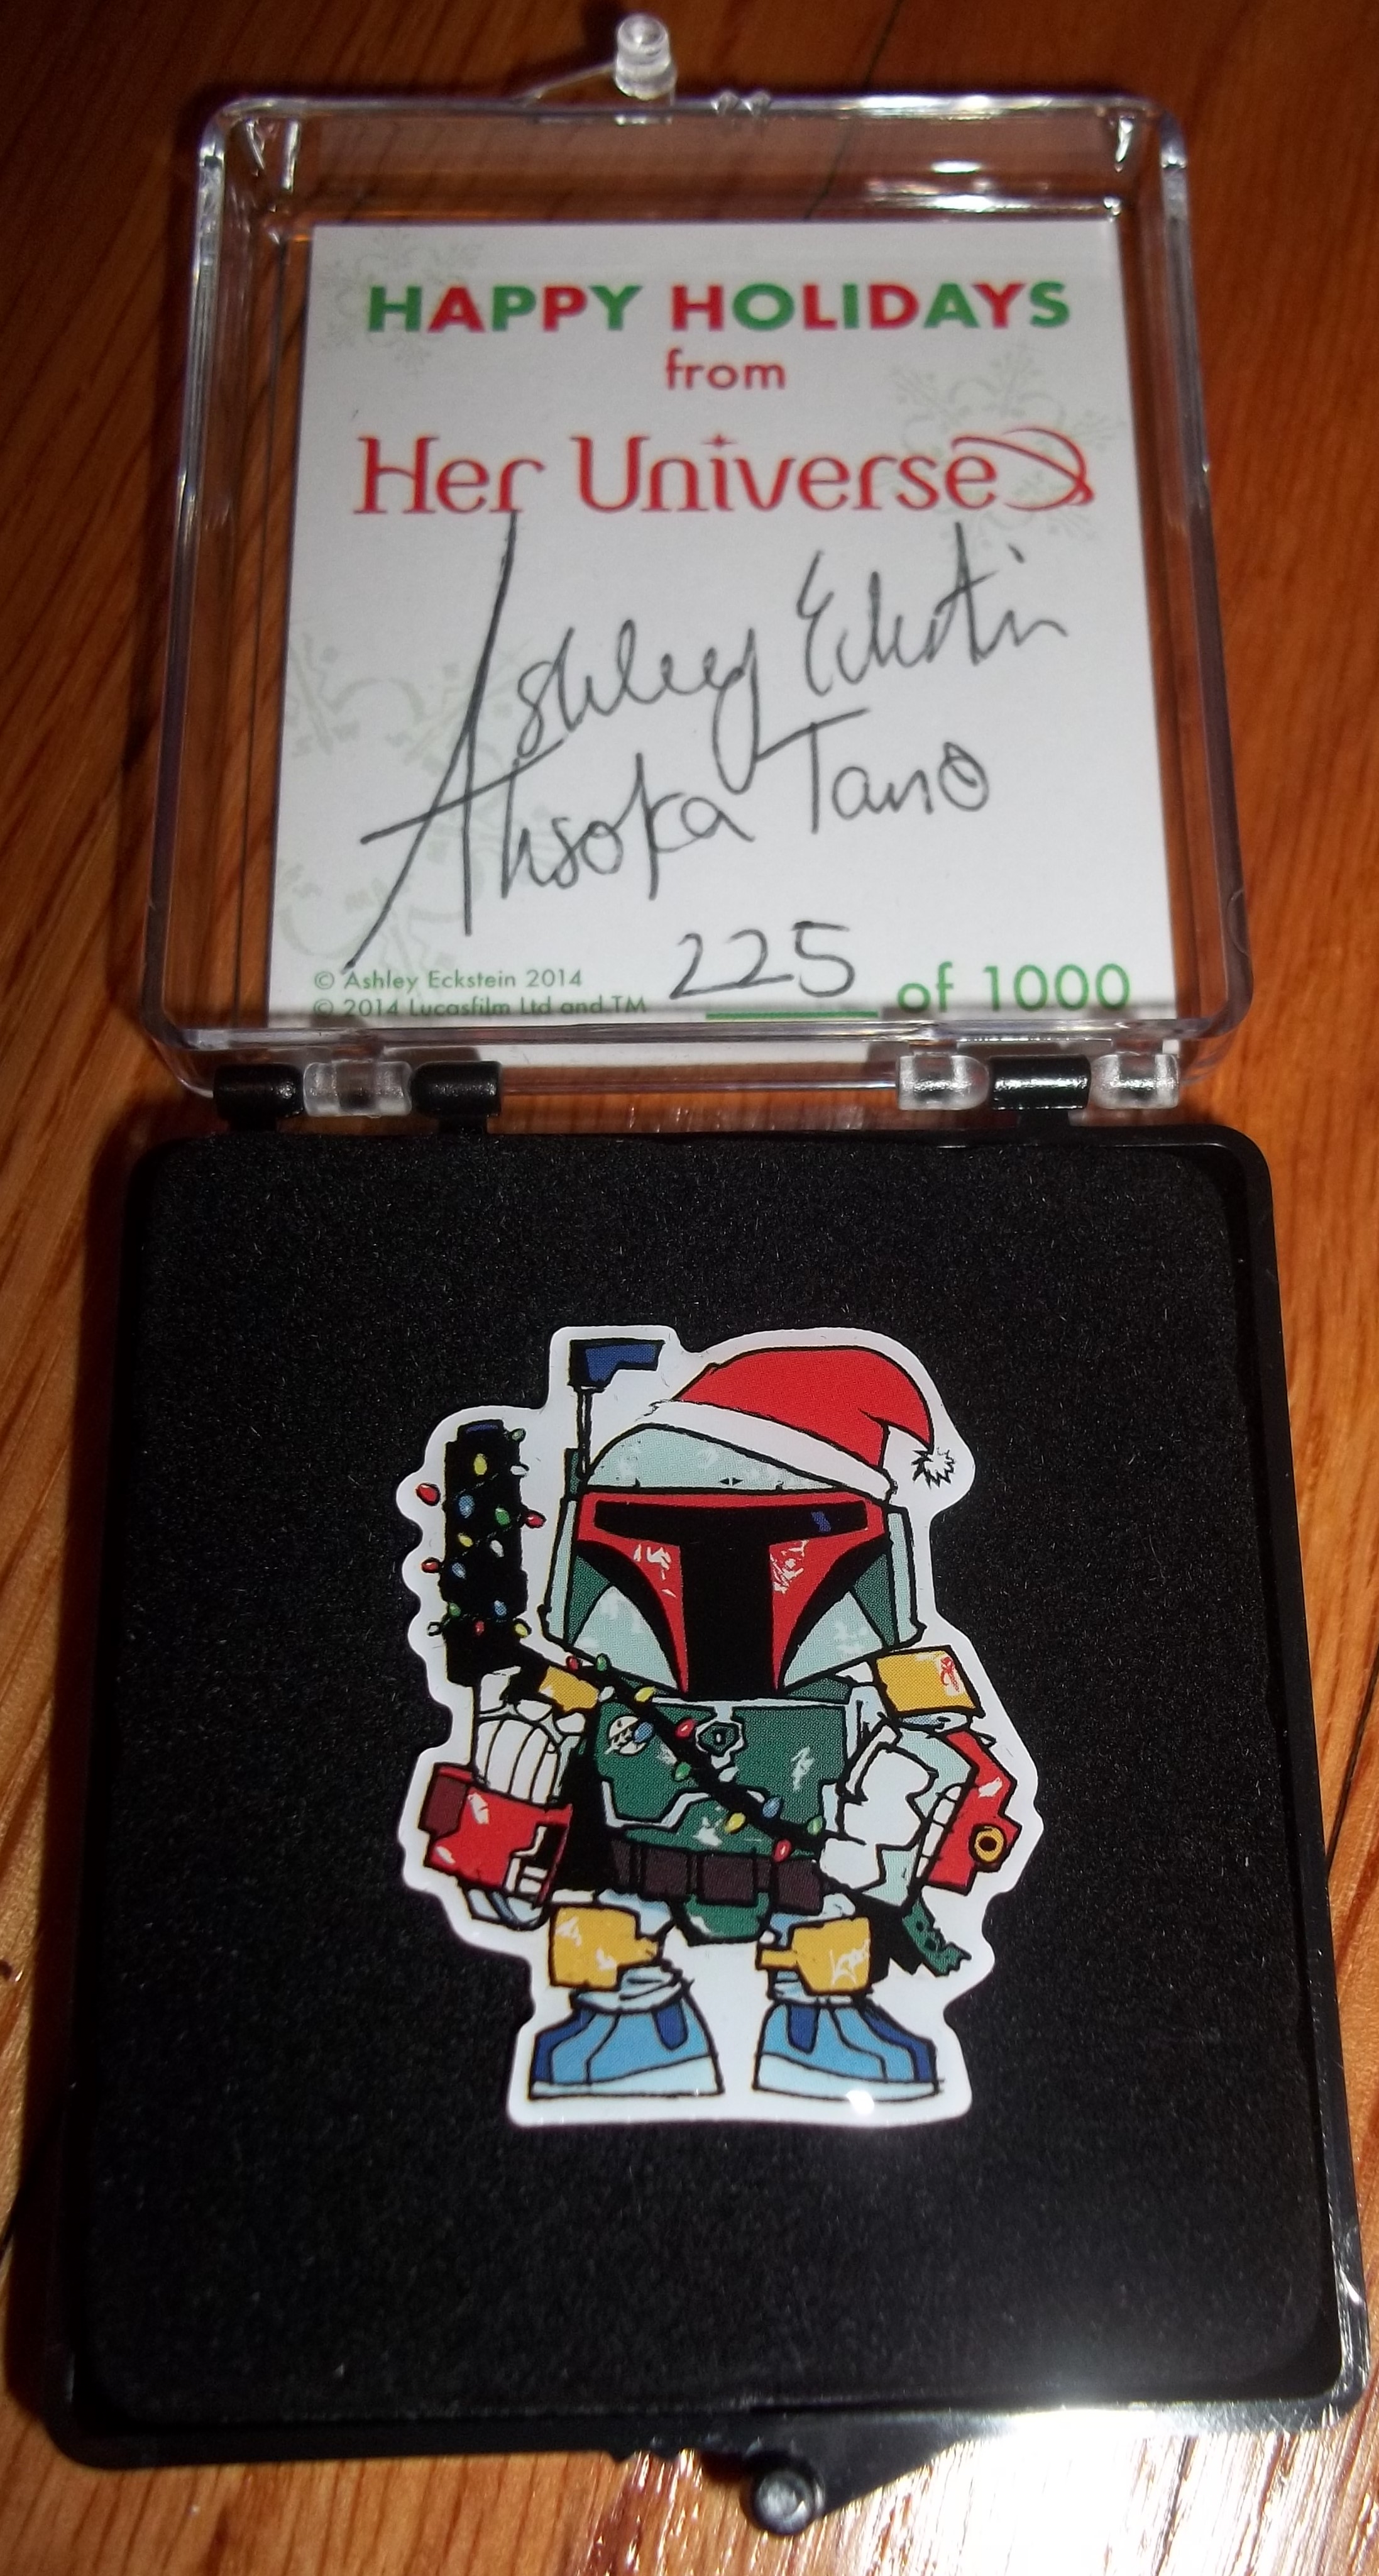 HAPPY HOLIDAYS
from
Her Universe
Ashley Eckstein
Ahsoka Tano
225 of 1000
© Ashley Eckstein 2014
© 2014 Lucasfilm Ltd and TM